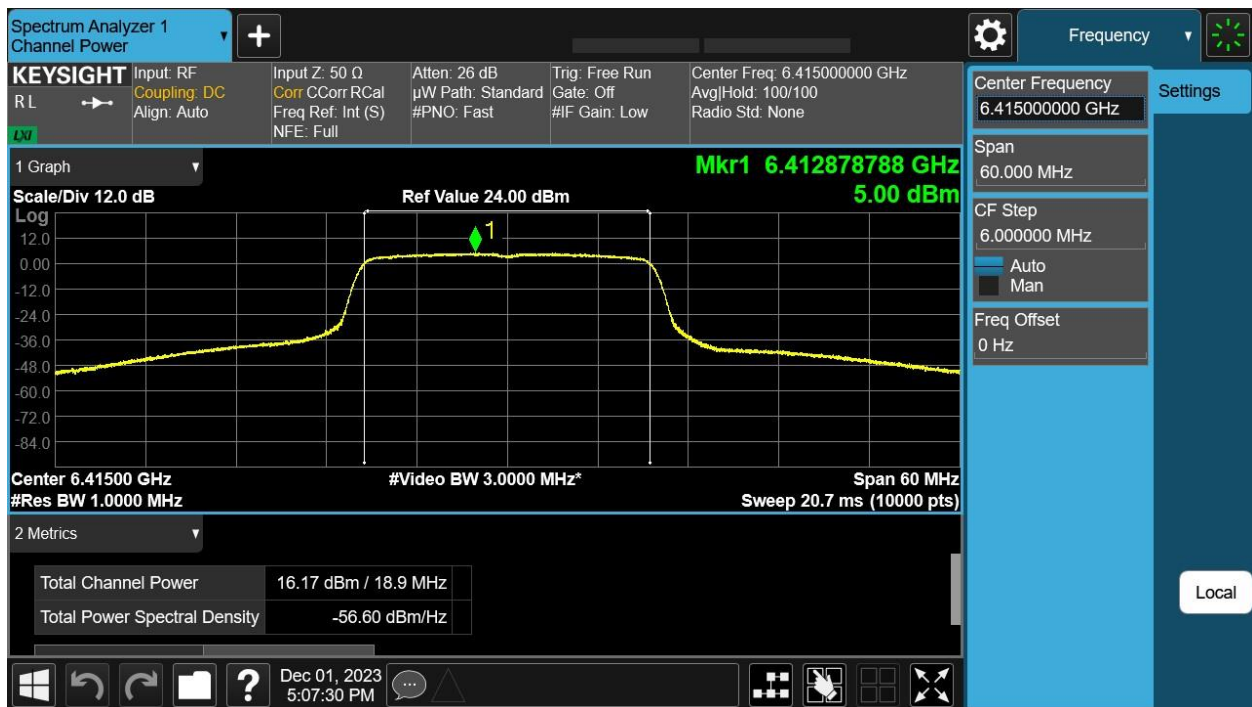 Spectrum Analyzer 1
Channel Power
Frequency
KEYSIGHT
RL
LXI
Input: RF
Coupling: DC
Align: Auto
Input Z: 50 Ω
Corr CCorr RCal
Freq Ref: Int (S)
NFE: Full
Atten: 26 dB
µW Path: Standard
#PNO: Fast
Trig: Free Run
Gate: Off
#IF Gain: Low
Center Freq: 6.415000000 GHz
Avg|Hold: 100/100
Radio Std: None
Center Frequency
6.415000000 GHz
Settings
Span
60.000 MHz
CF Step
6.000000 MHz
Auto
Man
Freq Offset
0 Hz
Local
1 Graph
Mkr1 6.412878788 GHz
5.00 dBm
Scale/Div 12.0 dB
Ref Value 24.00 dBm
Log
1
12.0
0.00
-12.0
-24.0
-36.0
-48.0
-60.0
-72.0
-84.0
Center 6.41500 GHz
#Video BW 3.0000 MHz*
Span 60 MHz
#Res BW 1.0000 MHz
Sweep 20.7 ms (10000 pts)
2 Metrics
Total Channel Power 16.17 dBm / 18.9 MHz
Total Power Spectral Density -56.60 dBm/Hz
?
Dec 01, 2023
5:07:30 PM